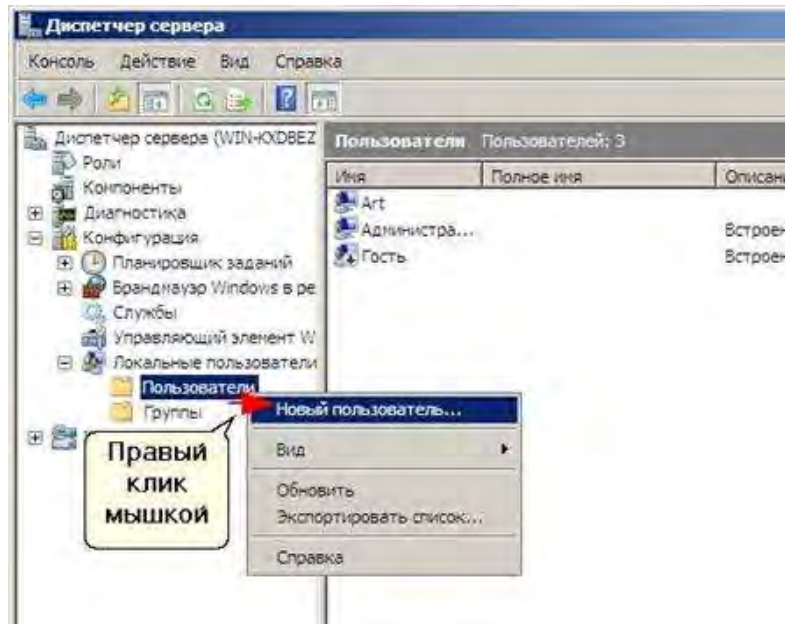 Диспетчер сервера
Консоль Действие Вид Справка
Диспетчер сервера (WIN-KXDBEZ
Роли
Компоненты
Диагностика
Конфигурация
Планировщик заданий
Брандмауэр Windows в ре
Службы
Управляющий элемент W
Локальные пользователи
Пользователи
Группы
Пользователи Пользователей: 3
Имя Полное имя Описани
Art
Администра... Встроен
Гость Встроен
Новый пользователь...
Вид
Обновить
Экспортировать список...
Справка
Правый
клик
мышкой